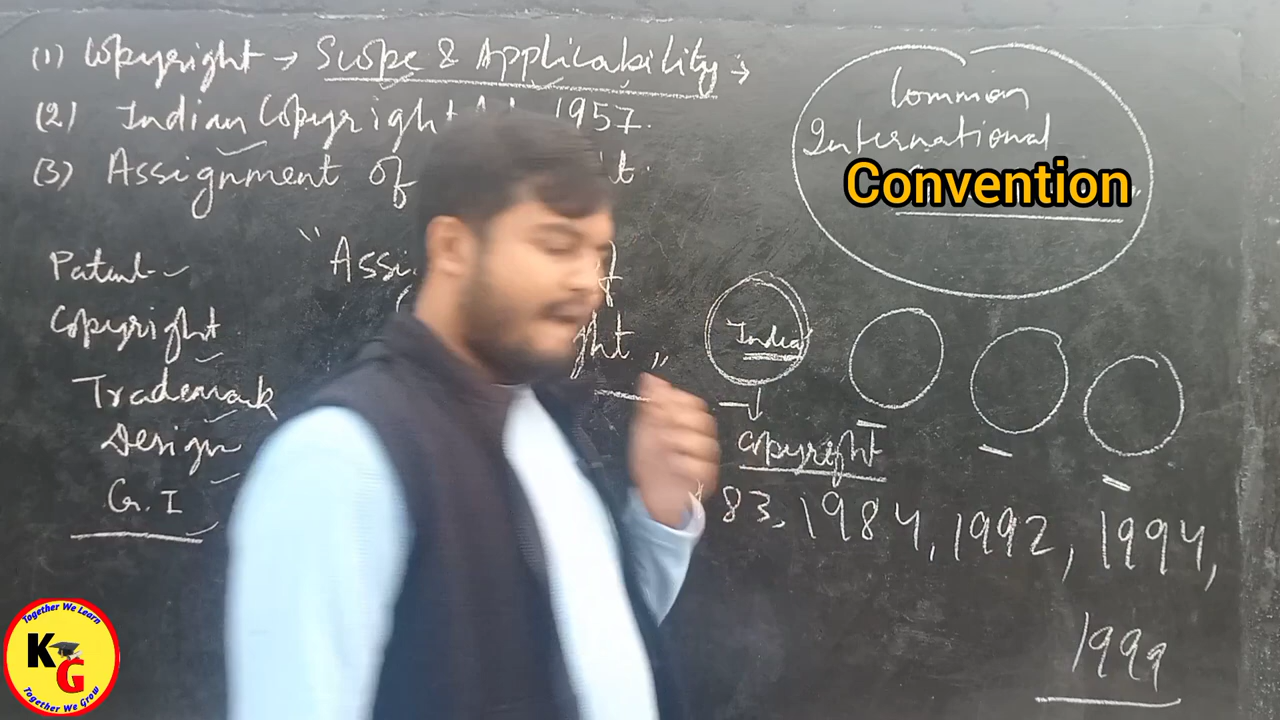 (1) Copyright → Scope & Applicability →
(2) Indian Copyright 1957.
(3) Assignment of
Patent
Copyright
Trademark
Design
G.I
"Assi
ght"
Common
International
Convention
India
Copyright
83, 1984, 1992, 1994,
1999
Together We Learn
KG
Together We Grow